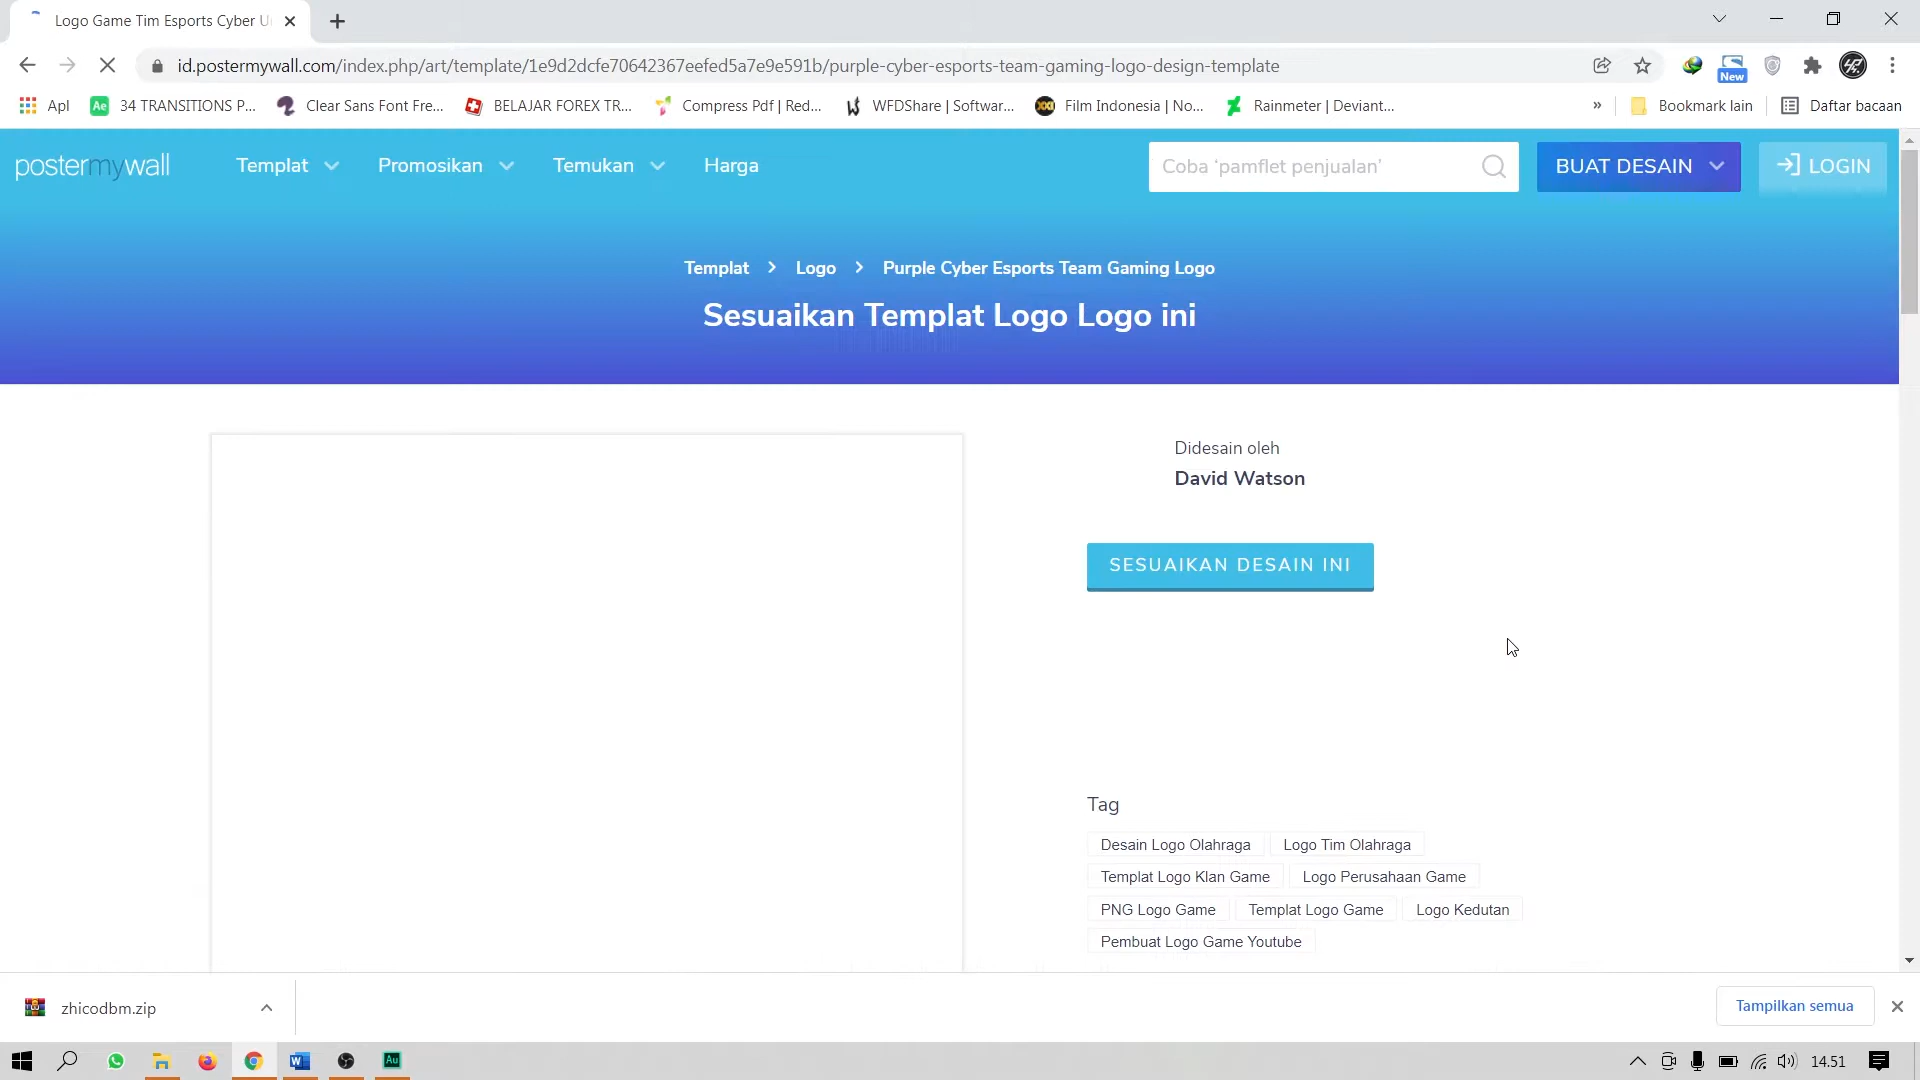 Logo Game Tim Esports Cyber U
id.postermywall.com/index.php/art/template/1e9d2dcfe70642367eefed5a7e9e591b/purple-cyber-esports-team-gaming-logo-design-template
New
Apl
34 TRANSITIONS P...
Clear Sans Font Fre...
BELAJAR FOREX TR...
Compress Pdf | Red...
WFDShare | Softwar...
Film Indonesia | No...
Rainmeter | Deviant...
»
Bookmark lain
Daftar bacaan
postermywall
Templat
Promosikan
Temukan
Harga
Coba ‘pamflet penjualan’
BUAT DESAIN
LOGIN
Templat > Logo > Purple Cyber Esports Team Gaming Logo
Sesuaikan Templat Logo Logo ini
Didesain oleh
David Watson
SESUAIKAN DESAIN INI
Tag
Desain Logo Olahraga
Logo Tim Olahraga
Templat Logo Klan Game
Logo Perusahaan Game
PNG Logo Game
Templat Logo Game
Logo Kedutan
Pembuat Logo Game Youtube
zhicodbm.zip
Tampilkan semua
14.51